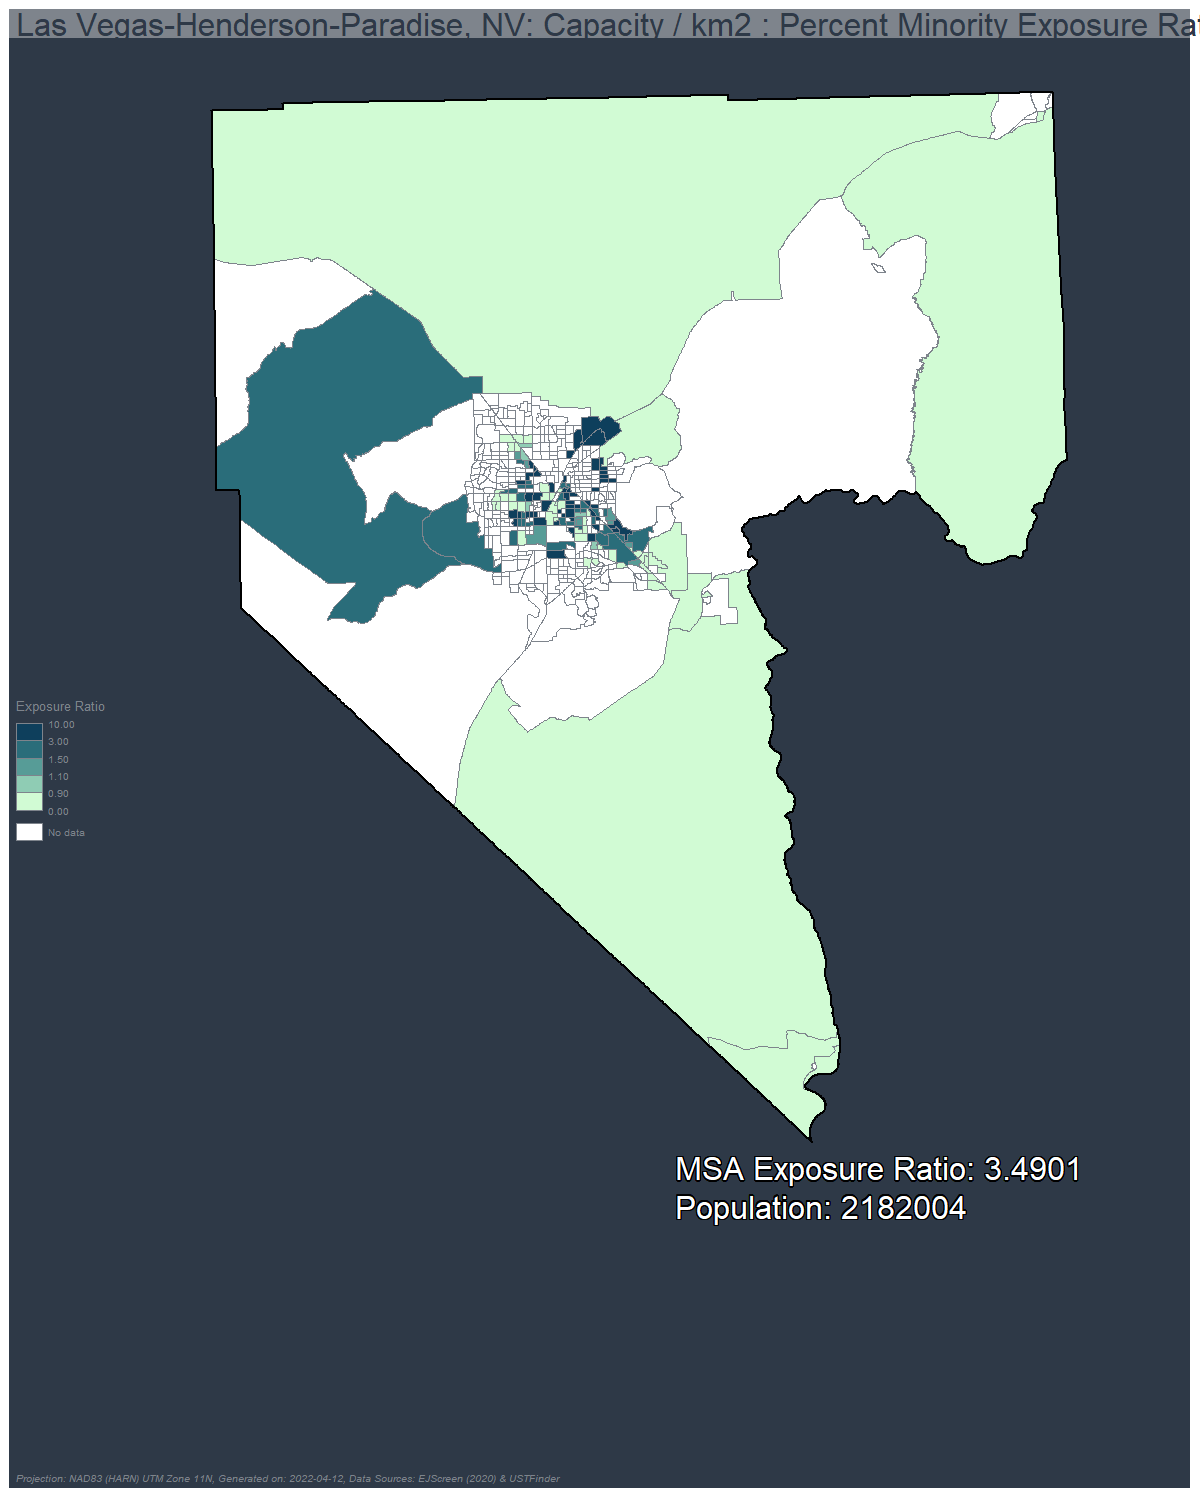 Las Vegas-Henderson-Paradise, NV: Capacity / km2 : Percent Minority Exposure Rat
MSA Exposure Ratio: 3.4901
Population: 2182004
Exposure Ratio
10.00
3.00
1.50
1.10
0.90
0.00
No data
Projection: NAD83 (HARN) UTM Zone 11N, Generated on: 2022-04-12, Data Sources: EJScreen (2020) & USTFinder